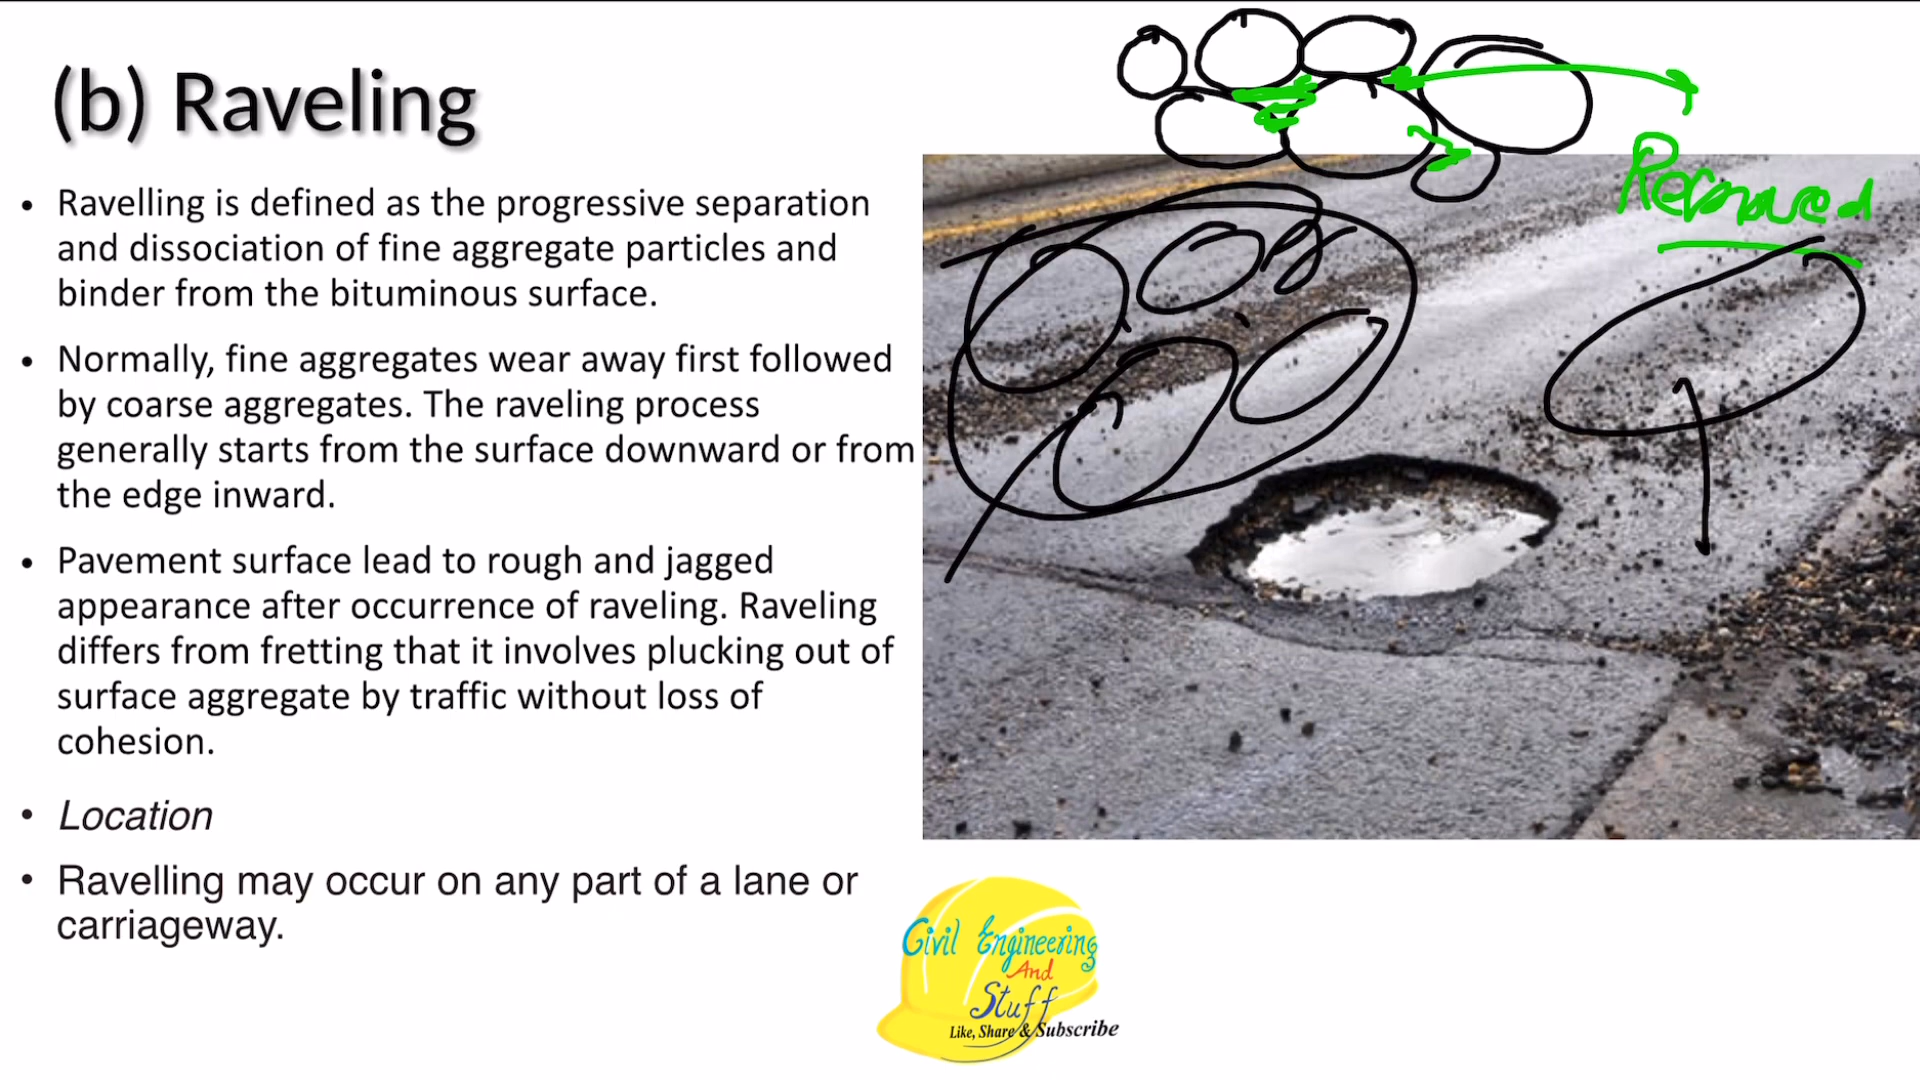 (b) Raveling
Removed
• Ravelling is defined as the progressive separation
and dissociation of fine aggregate particles and
binder from the bituminous surface.
• Normally, fine aggregates wear away first followed
by coarse aggregates. The raveling process
generally starts from the surface downward or from
the edge inward.
• Pavement surface lead to rough and jagged
appearance after occurrence of raveling. Raveling
differs from fretting that it involves plucking out of
surface aggregate by traffic without loss of
cohesion.
• Location
• Ravelling may occur on any part of a lane or
carriageway.
Civil Engineering
And
Stuff
Like, Share & Subscribe